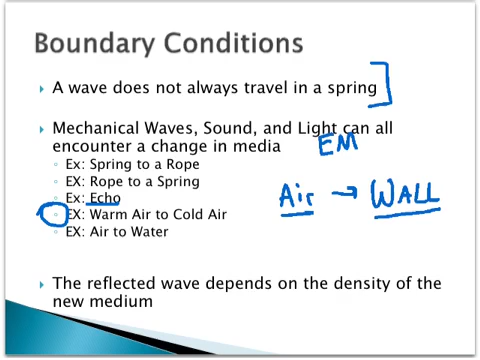 Boundary Conditions
A wave does not always travel in a spring
Mechanical Waves, Sound, and Light can all
encounter a change in media
EM
Ex: Spring to a Rope
EX: Rope to a Spring
Ex: Echo
EX: Warm Air to Cold Air
EX: Air to Water
Air → WALL
The reflected wave depends on the density of the
new medium